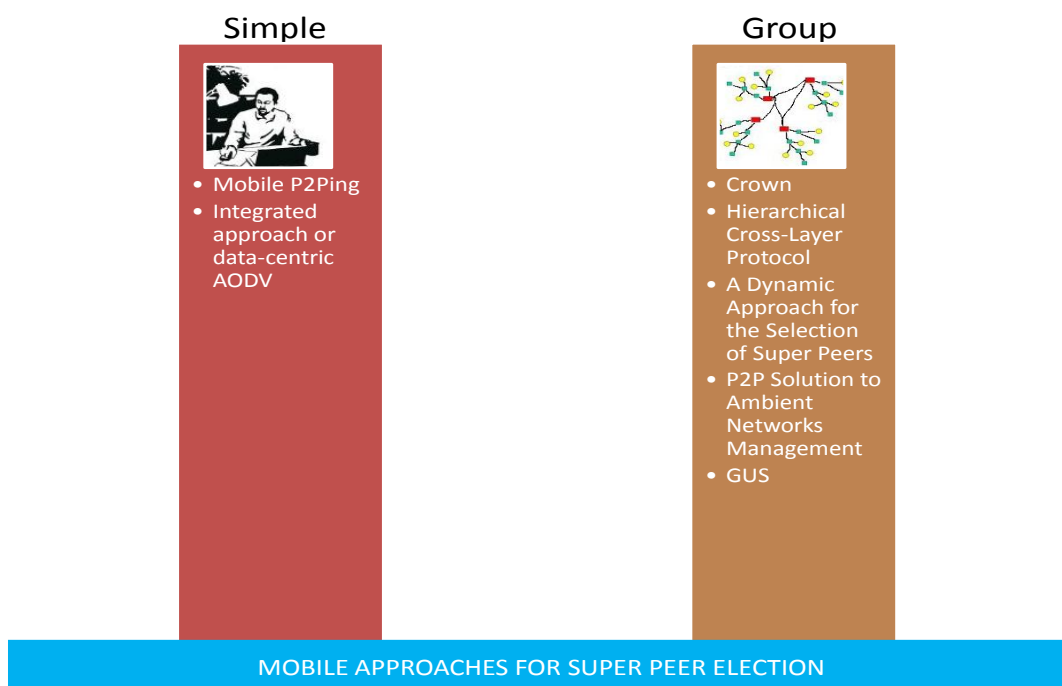 Simple
• Mobile P2Ping
• Integrated
approach or
data-centric
AODV
Group
• Crown
• Hierarchical
Cross-Layer
Protocol
• A Dynamic
Approach for
the Selection
of Super Peers
• P2P Solution to
Ambient
Networks
Management
• GUS
MOBILE APPROACHES FOR SUPER PEER ELECTION